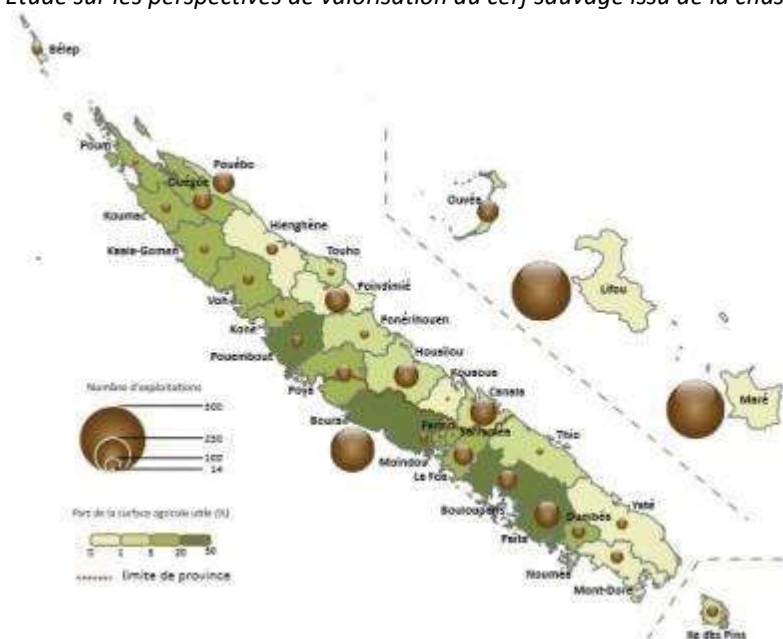 Etude sur les perspectives de valorisation du cerf sauvage issu de la chas
Bélep
Poum
Pouébo
Ouégoa
Ouvéa
Koumac
Hienghène
Kaala-Gomen
Touho
Lifou
Voh
Poindimié
Koné
Ponérihouen
Pouembout
Houaïlou
Kouaoua
Maré
Nombre d'exploitations
Poya
Canala
500
Bourail
Farino
Sarraméa
250
Thio
100
Moindou
14
La Foa
Part de la surface agricole utile (%)
Boulouparis
Yaté
Dumbéa
Païta
0 1 5 20 50
limite de province
Nouméa
Mont-Dore
Ile des Pins